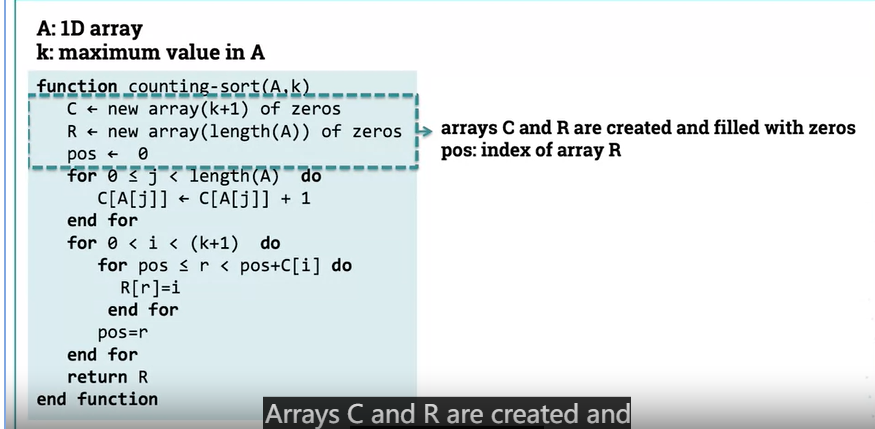 A: 1D array
k: maximum value in A
function counting-sort(A,k)
C ← new array(k+1) of zeros
R ← new array(length(A)) of zeros
pos ← 0
for 0 ≤ j < length(A) do
C[A[j]] ← C[A[j]] + 1
end for
for 0 < i < (k+1) do
for pos ≤ r < pos+C[i] do
R[r]=i
end for
pos=r
end for
return R
end function
arrays C and R are created and filled with zeros
pos: index of array R
Arrays C and R are created and